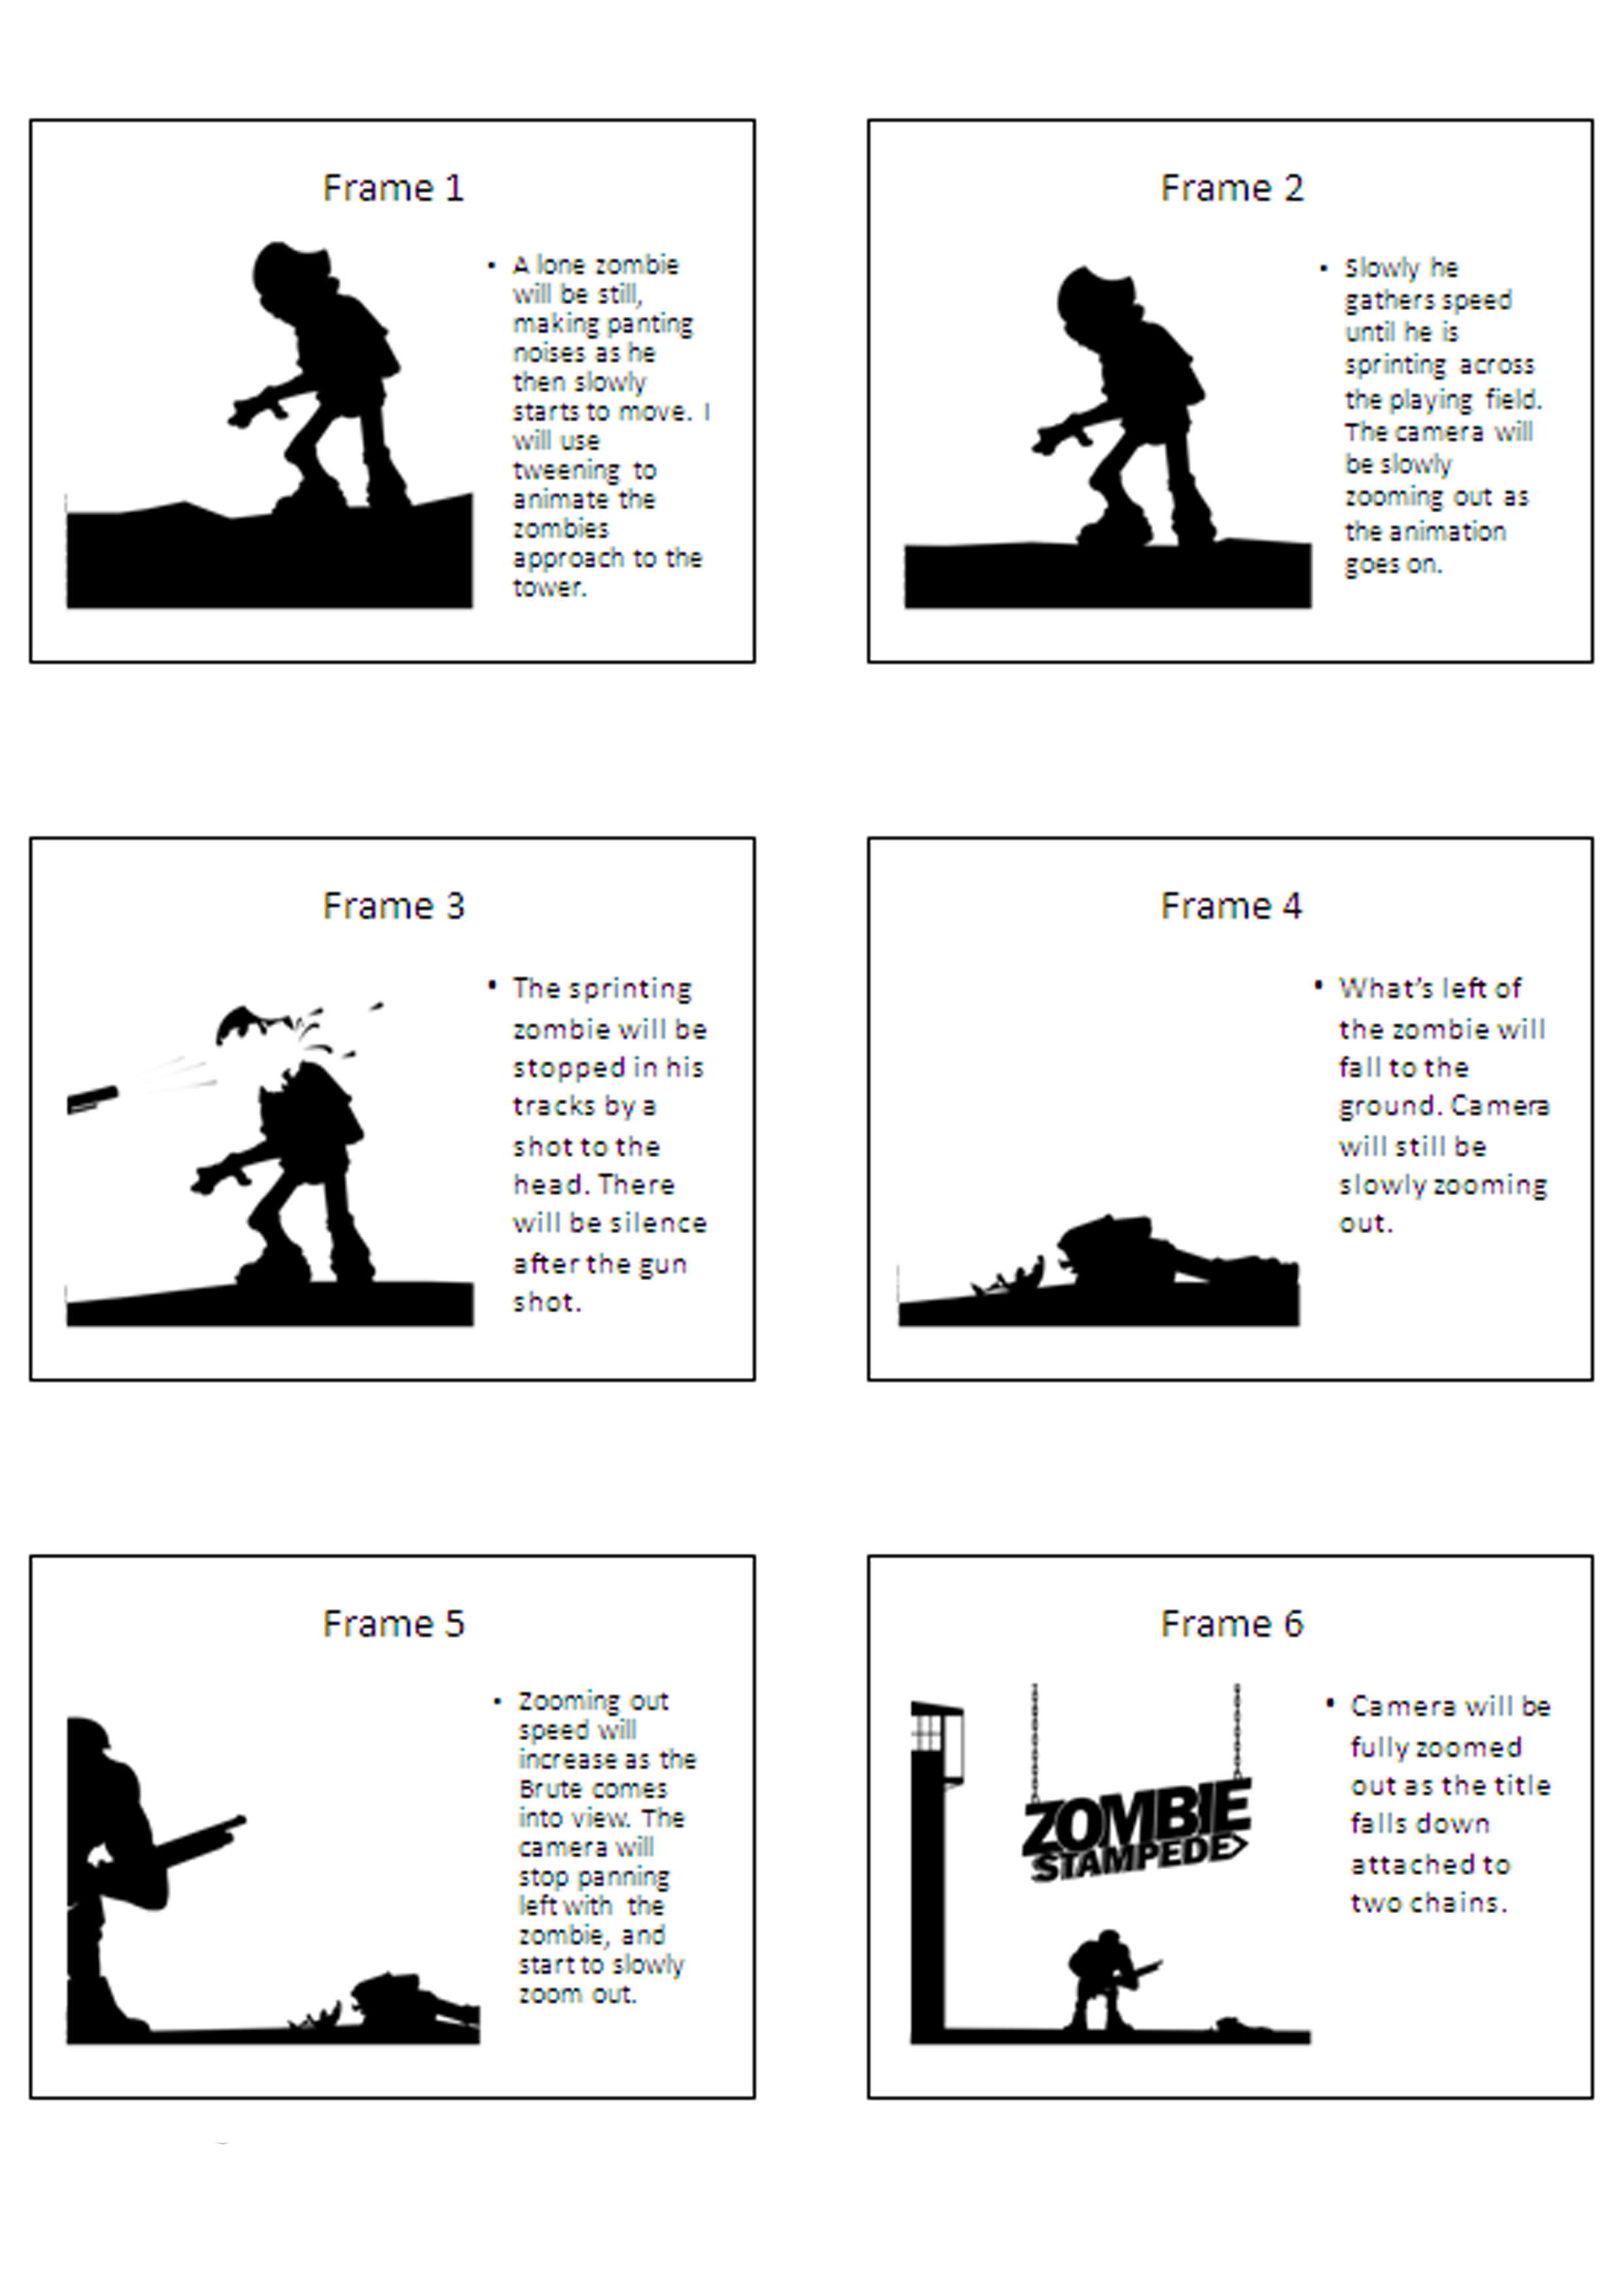 Frame 1
• A lone zombie
will be still,
making panting
noises as he
then slowly
starts to move. I
will use
tweening to
animate the
zombies
approach to the
tower.
Frame 2
• Slowly he
gathers speed
until he is
sprinting across
the playing field.
The camera will
be slowly
zooming out as
the animation
goes on.
Frame 3
• The sprinting
zombie will be
stopped in his
tracks by a
shot to the
head. There
will be silence
after the gun
shot.
Frame 4
• What's left of
the zombie will
fall to the
ground. Camera
will still be
slowly zooming
out.
Frame 5
• Zooming out
speed will
increase as the
Brute comes
into view. The
camera will
stop panning
left with the
zombie, and
start to slowly
zoom out.
Frame 6
ZOMBIE
STAMPEDE
• Camera will be
fully zoomed
out as the title
falls down
attached to
two chains.